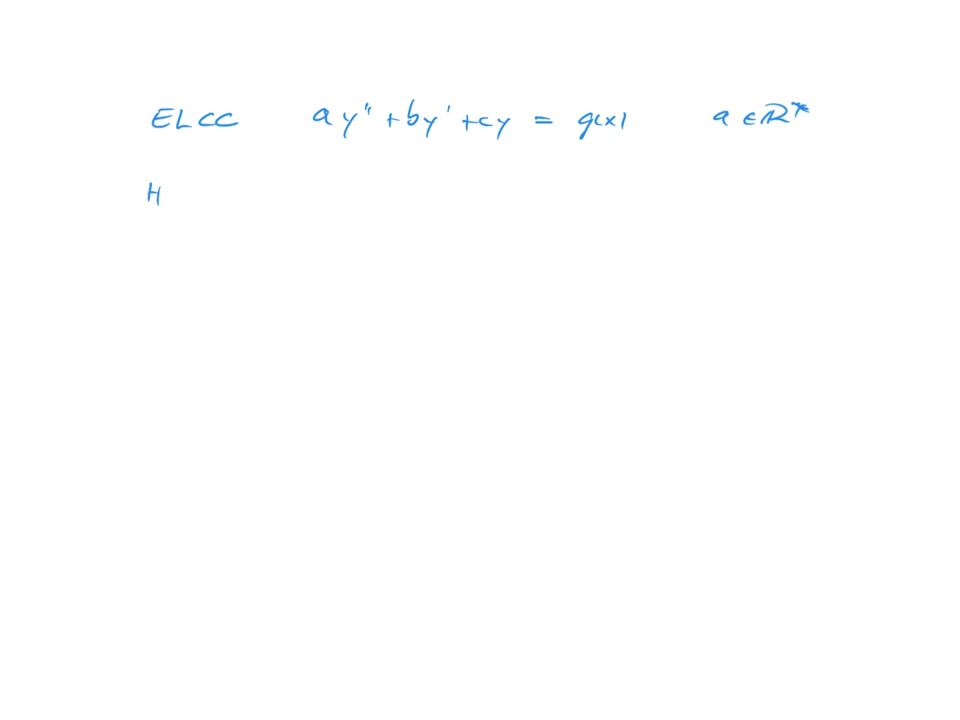 ELCC ay" + by' + cy = g(x) a ∈ ℝ*
H